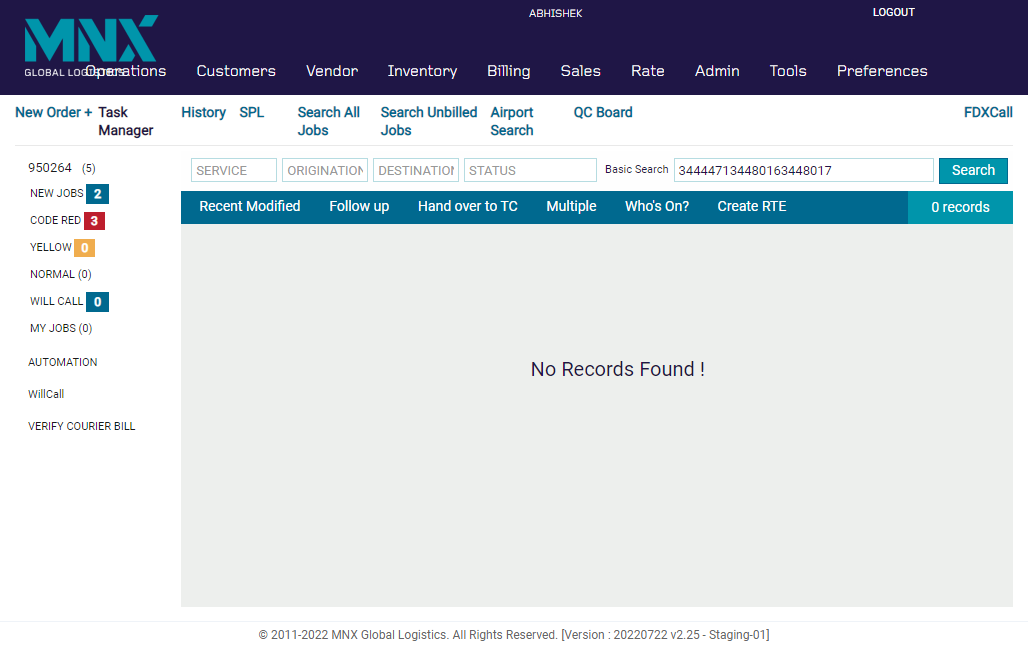 ABHISHEK
LOGOUT
MNX
GLOBAL LOGISTICS
Operations Customers Vendor Inventory Billing Sales Rate Admin Tools Preferences
New Order + Task Manager History SPL Search All Jobs Search Unbilled Jobs Airport Search QC Board FDXCall
950264 (5)
NEW JOBS 2
CODE RED 3
YELLOW 0
NORMAL (0)
WILL CALL 0
MY JOBS (0)
AUTOMATION
WillCall
VERIFY COURIER BILL
SERVICE ORIGINATION DESTINATION STATUS Basic Search 344447134480163448017 Search
Recent Modified Follow up Hand over to TC Multiple Who's On? Create RTE 0 records
No Records Found !
© 2011-2022 MNX Global Logistics. All Rights Reserved. [Version : 20220722 v2.25 - Staging-01]